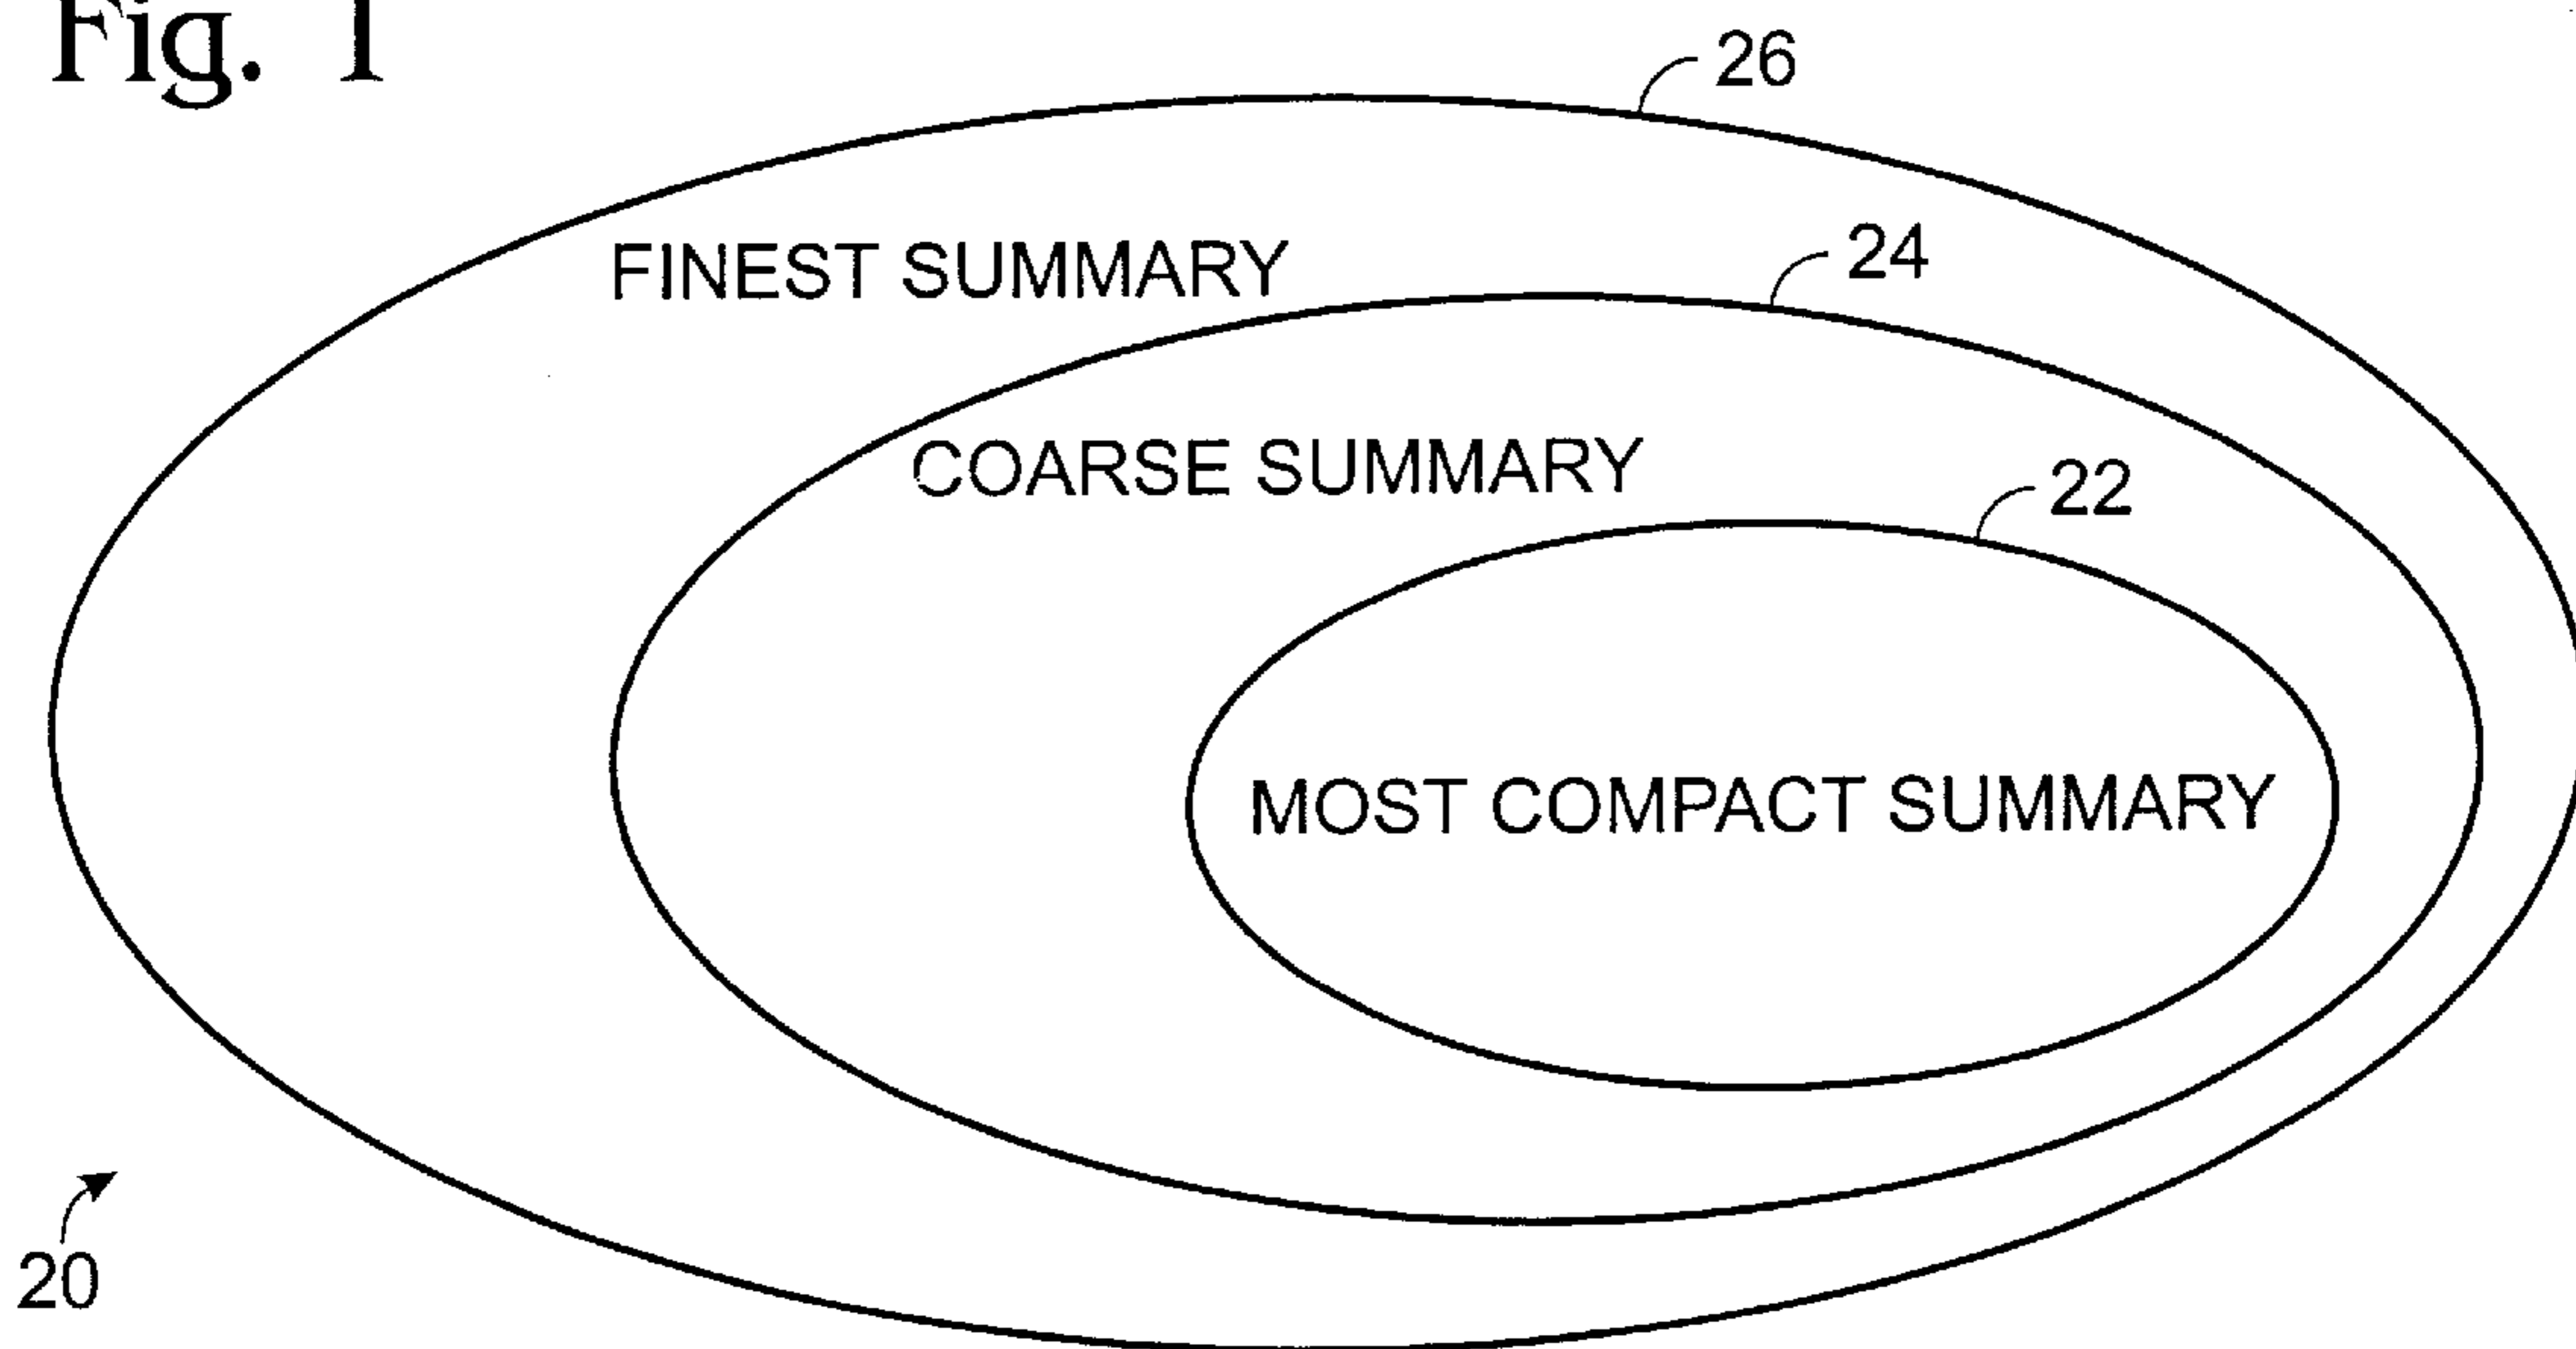 Fig. 1
26
FINEST SUMMARY
24
COARSE SUMMARY
22
MOST COMPACT SUMMARY
20